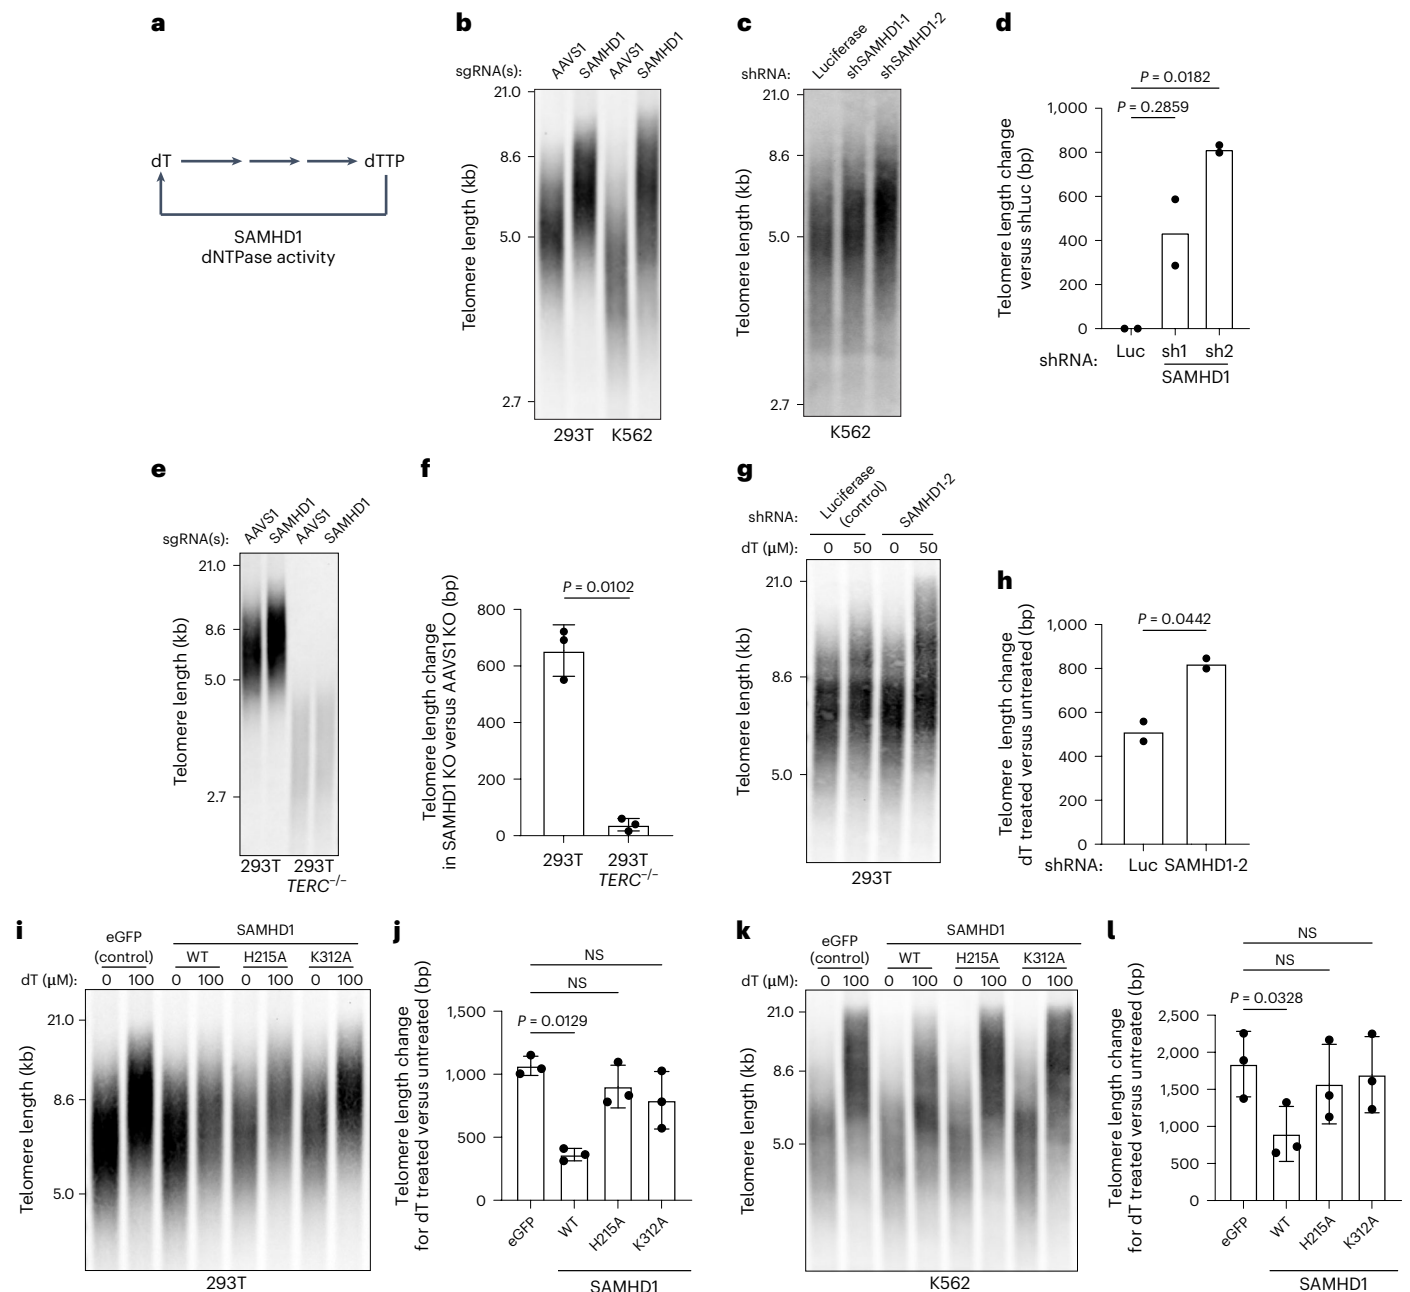 a
dT
dTTP
SAMHD1
dNTPase activity
b
sgRNA(s):
AAVS1
SAMHD1
AAVS1
SAMHD1
Telomere length (kb)
21.0
8.6
5.0
2.7
293T K562
c
shRNA:
Luciferase
shSAMHD1-1
shSAMHD1-2
Telomere length (kb)
21.0
8.6
5.0
2.7
K562
d
P = 0.0182
P = 0.2859
Telomere length change
versus shLuc (bp)
1,000
800
600
400
200
0
shRNA:
Luc sh1 sh2
SAMHD1
e
sgRNA(s):
AAVS1
SAMHD1
AAVS1
SAMHD1
Telomere length (kb)
21.0
8.6
5.0
2.7
293T 293T
TERC–/–
f
P = 0.0102
Telomere length change
in SAMHD1 KO versus AAVS1 KO (bp)
800
600
400
200
0
293T 293T
TERC–/–
g
shRNA:
Luciferase
(control)
SAMHD1-2
dT (µM): 0 50 0 50
Telomere length (kb)
21.0
8.6
5.0
293T
h
P = 0.0442
Telomere length change
dT treated versus untreated (bp)
1,000
800
600
400
200
0
shRNA: Luc SAMHD1-2
i
eGFP
(control)
SAMHD1
WT H215A K312A
dT (µM): 0 100 0 100 0 100 0 100
Telomere length (kb)
21.0
8.6
5.0
293T
j
NS
NS
P = 0.0129
Telomere length change
for dT treated versus untreated (bp)
1,500
1,000
500
0
eGFP
WT
H215A
K312A
SAMHD1
k
eGFP
(control)
SAMHD1
WT H215A K312A
dT (µM): 0 100 0 100 0 100 0 100
Telomere length (kb)
21.0
8.6
5.0
K562
l
NS
NS
P = 0.0328
Telomere length change
for dT treated versus untreated (bp)
2,500
2,000
1,500
1,000
500
0
eGFP
WT
H215A
K312A
SAMHD1